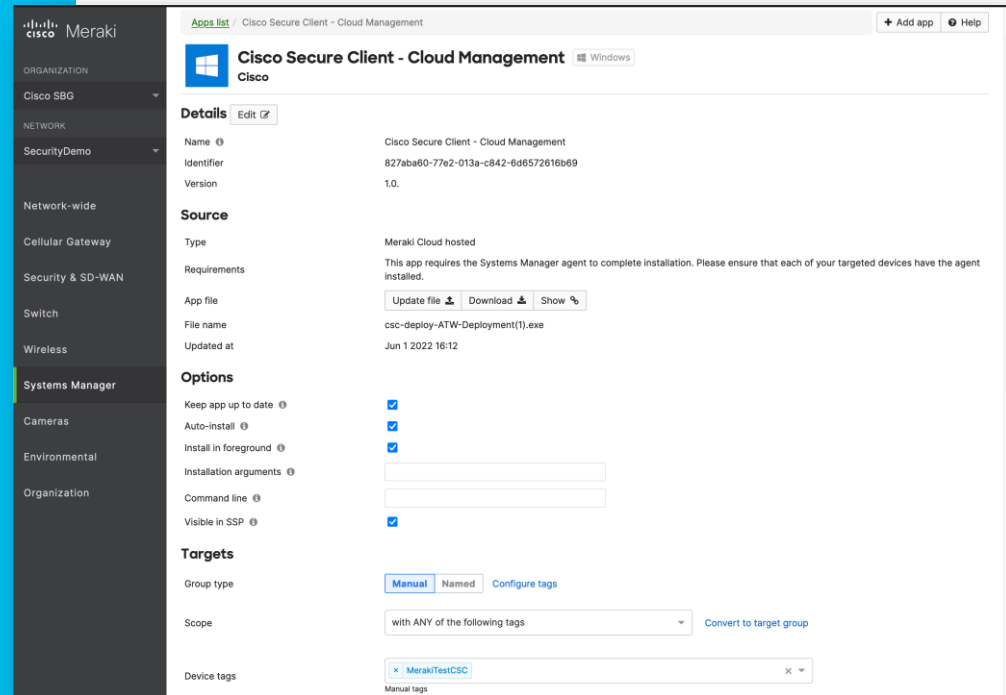 cisco Meraki
ORGANIZATION
Cisco SBG
NETWORK
SecurityDemo
Network-wide
Cellular Gateway
Security & SD-WAN
Switch
Wireless
Systems Manager
Cameras
Environmental
Organization
Apps list / Cisco Secure Client - Cloud Management
+ Add app
Help
Cisco Secure Client - Cloud Management
Windows
Cisco
Details
Edit
Name
Cisco Secure Client - Cloud Management
Identifier
827aba60-77e2-013a-c842-6d6572616b69
Version
1.0.
Source
Type
Meraki Cloud hosted
Requirements
This app requires the Systems Manager agent to complete installation. Please ensure that each of your targeted devices have the agent
installed.
App file
Update file
Download
Show
File name
csc-deploy-ATW-Deployment(1).exe
Updated at
Jun 1 2022 16:12
Options
Keep app up to date
Auto-install
Install in foreground
Installation arguments
Command line
Visible in SSP
Targets
Group type
Manual
Named
Configure tags
Scope
with ANY of the following tags
Convert to target group
Device tags
× MerakiTestCSC
Manual tags